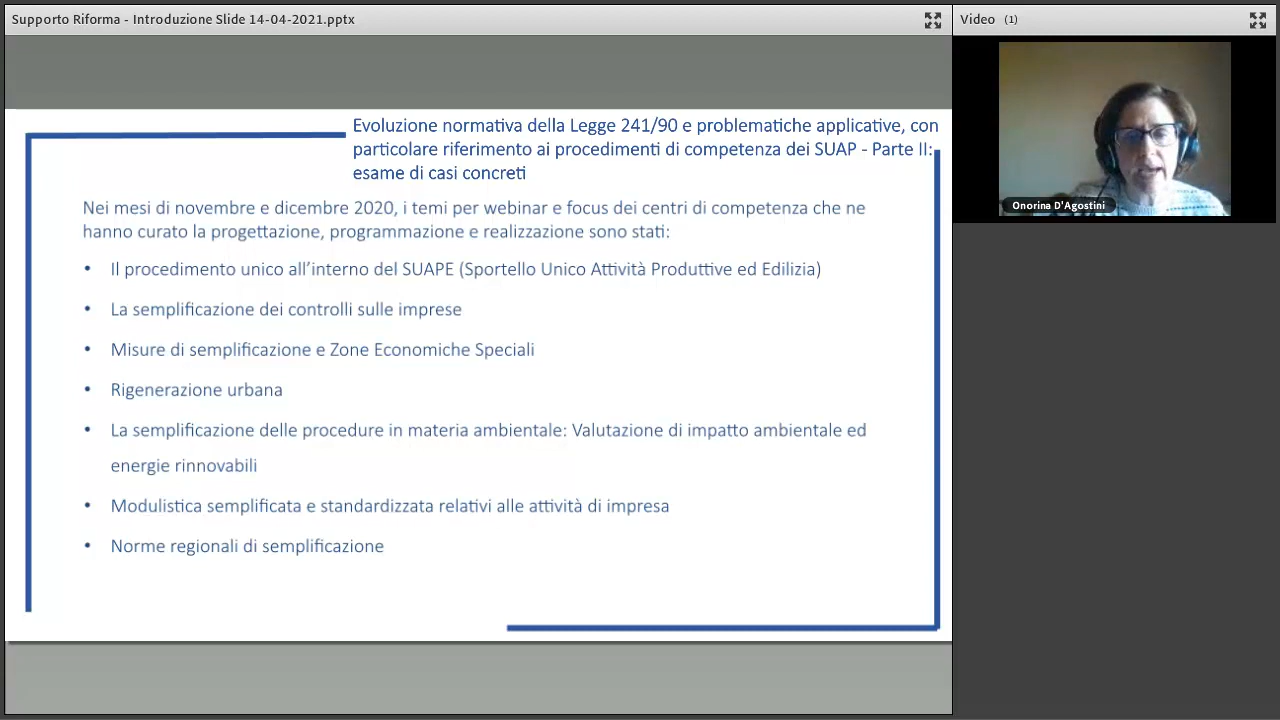 Supporto Riforma - Introduzione Slide 14-04-2021.pptx
Video (1)
Evoluzione normativa della Legge 241/90 e problematiche applicative, con
particolare riferimento ai procedimenti di competenza dei SUAP - Parte II:
esame di casi concreti
Nei mesi di novembre e dicembre 2020, i temi per webinar e focus dei centri di competenza che ne
hanno curato la progettazione, programmazione e realizzazione sono stati:
• Il procedimento unico all’interno del SUAPE (Sportello Unico Attività Produttive ed Edilizia)
• La semplificazione dei controlli sulle imprese
• Misure di semplificazione e Zone Economiche Speciali
• Rigenerazione urbana
• La semplificazione delle procedure in materia ambientale: Valutazione di impatto ambientale ed
energie rinnovabili
• Modulistica semplificata e standardizzata relativi alle attività di impresa
• Norme regionali di semplificazione
Onorina D'Agostini